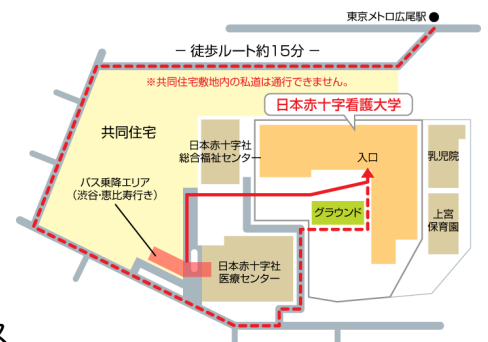 東京メトロ広尾駅
－ 徒歩ルート約15分 －
※共同住宅敷地内の私道は通行できません。
日本赤十字看護大学
共同住宅
日本赤十字社
総合福祉センター
入口
乳児院
バス乗降エリア
（渋谷・恵比寿行き）
グラウンド
上宮
保育園
日本赤十字社
医療センター